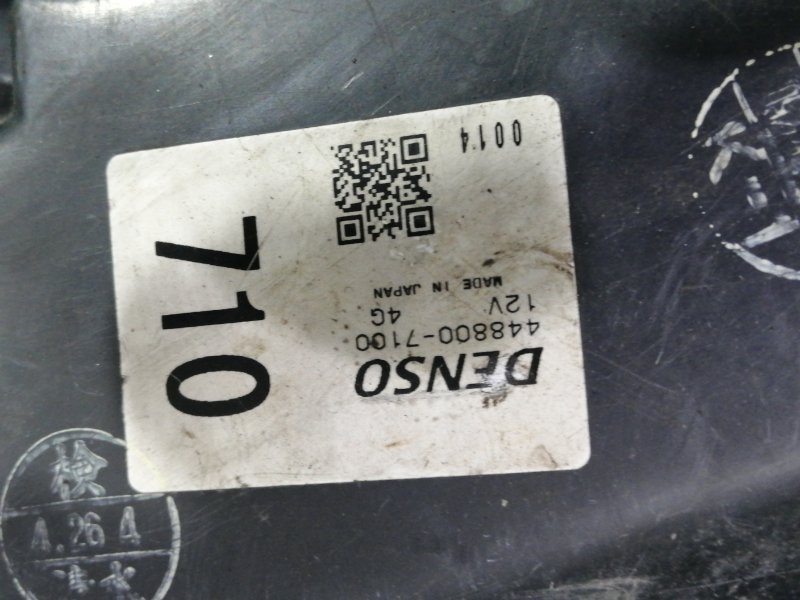 DENSO
448800-7100
12V 4G
MADE IN JAPAN
0014
710
検
4.26 4